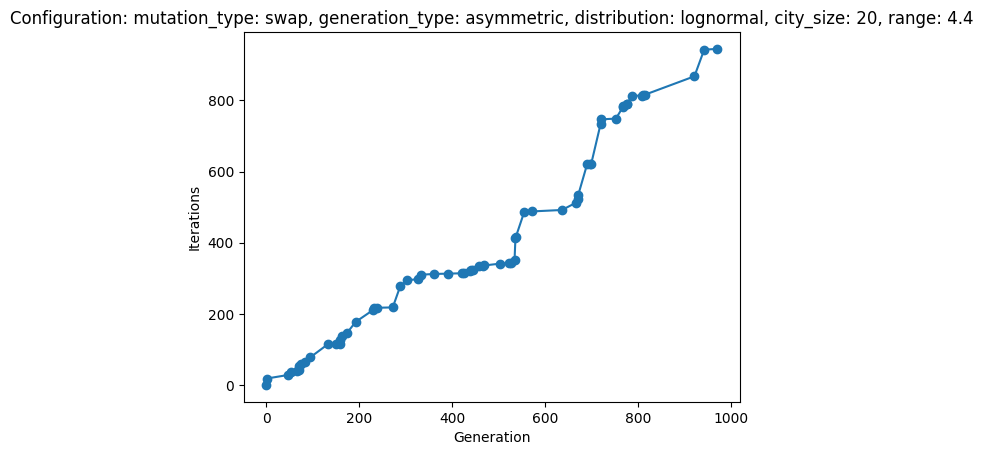 Configuration: mutation_type: swap, generation_type: asymmetric, distribution: lognormal, city_size: 20, range: 4.4
Iterations
800
600
400
200
0
0 200 400 600 800 1000
Generation